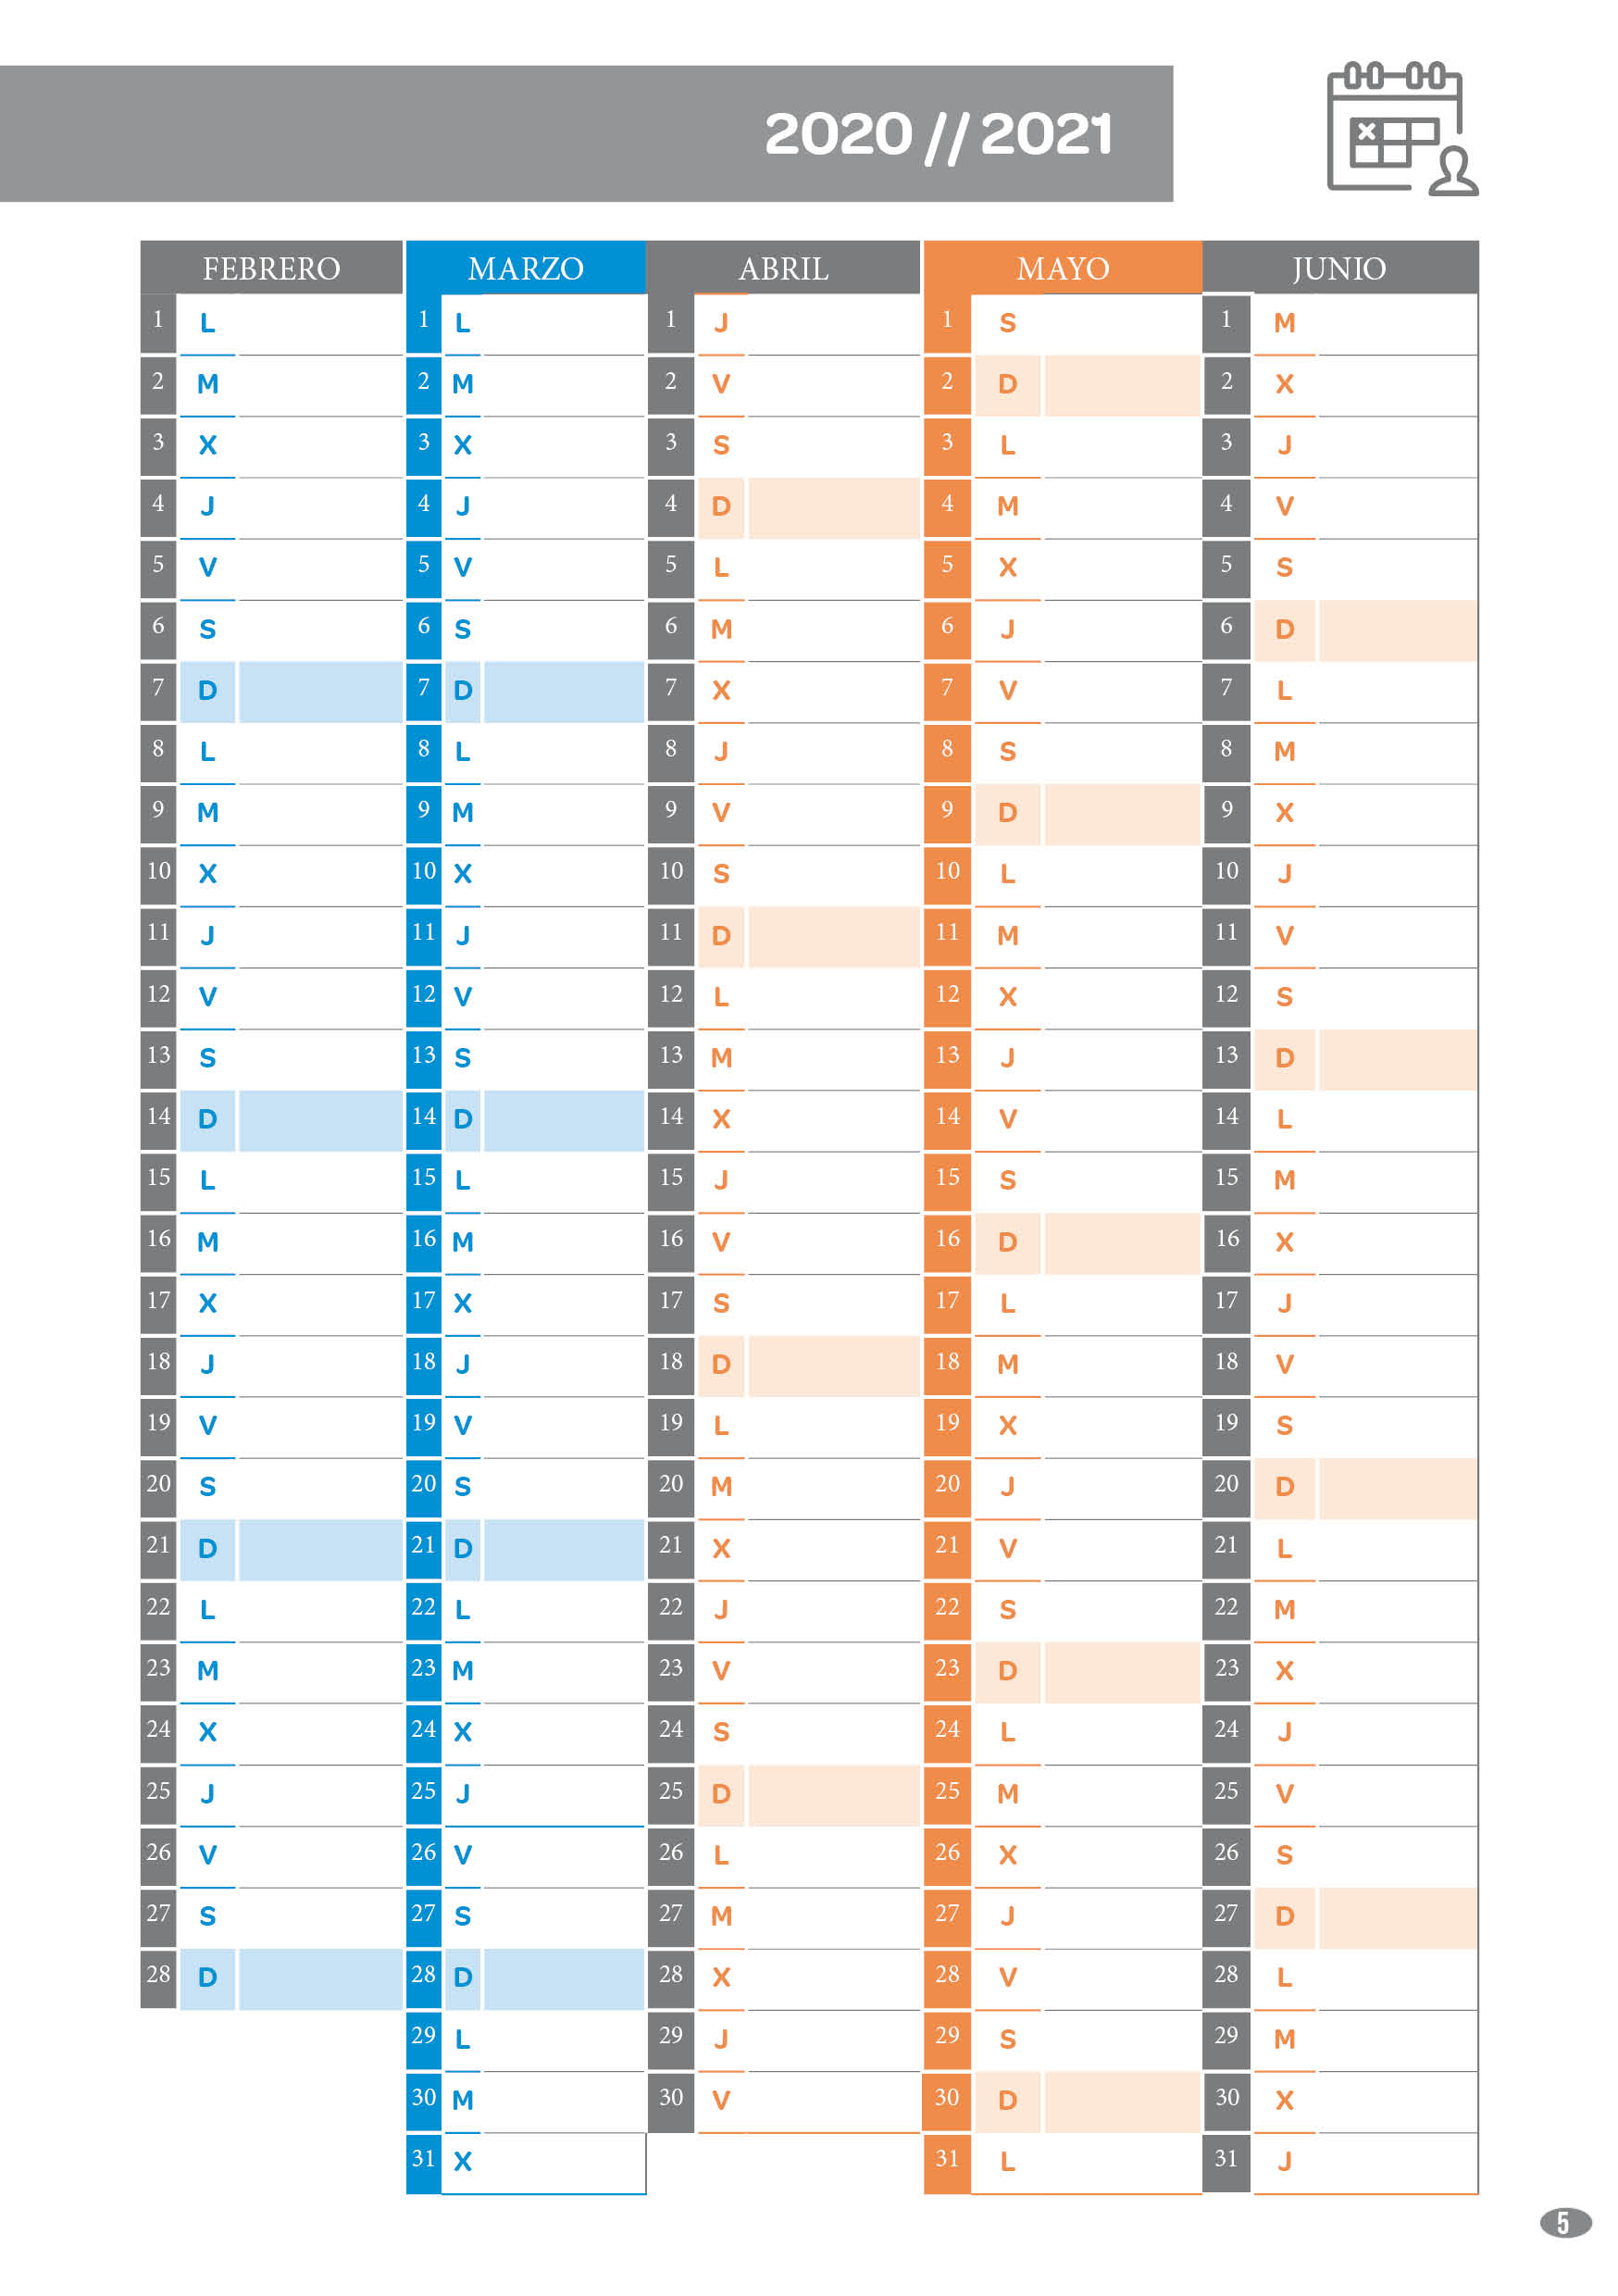 2020 // 2021
FEBRERO MARZO ABRIL MAYO JUNIO
1 L 1 L 1 J 1 S 1 M
2 M 2 M 2 V 2 D 2 X
3 X 3 X 3 S 3 L 3 J
4 J 4 J 4 D 4 M 4 V
5 V 5 V 5 L 5 X 5 S
6 S 6 S 6 M 6 J 6 D
7 D 7 D 7 X 7 V 7 L
8 L 8 L 8 J 8 S 8 M
9 M 9 M 9 V 9 D 9 X
10 X 10 X 10 S 10 L 10 J
11 J 11 J 11 D 11 M 11 V
12 V 12 V 12 L 12 X 12 S
13 S 13 S 13 M 13 J 13 D
14 D 14 D 14 X 14 V 14 L
15 L 15 L 15 J 15 S 15 M
16 M 16 M 16 V 16 D 16 X
17 X 17 X 17 S 17 L 17 J
18 J 18 J 18 D 18 M 18 V
19 V 19 V 19 L 19 X 19 S
20 S 20 S 20 M 20 J 20 D
21 D 21 D 21 X 21 V 21 L
22 L 22 L 22 J 22 S 22 M
23 M 23 M 23 V 23 D 23 X
24 X 24 X 24 S 24 L 24 J
25 J 25 J 25 D 25 M 25 V
26 V 26 V 26 L 26 X 26 S
27 S 27 S 27 M 27 J 27 D
28 D 28 D 28 X 28 V 28 L
29 L 29 J 29 S 29 M
30 M 30 V 30 D 30 X
31 X 31 L 31 J
5